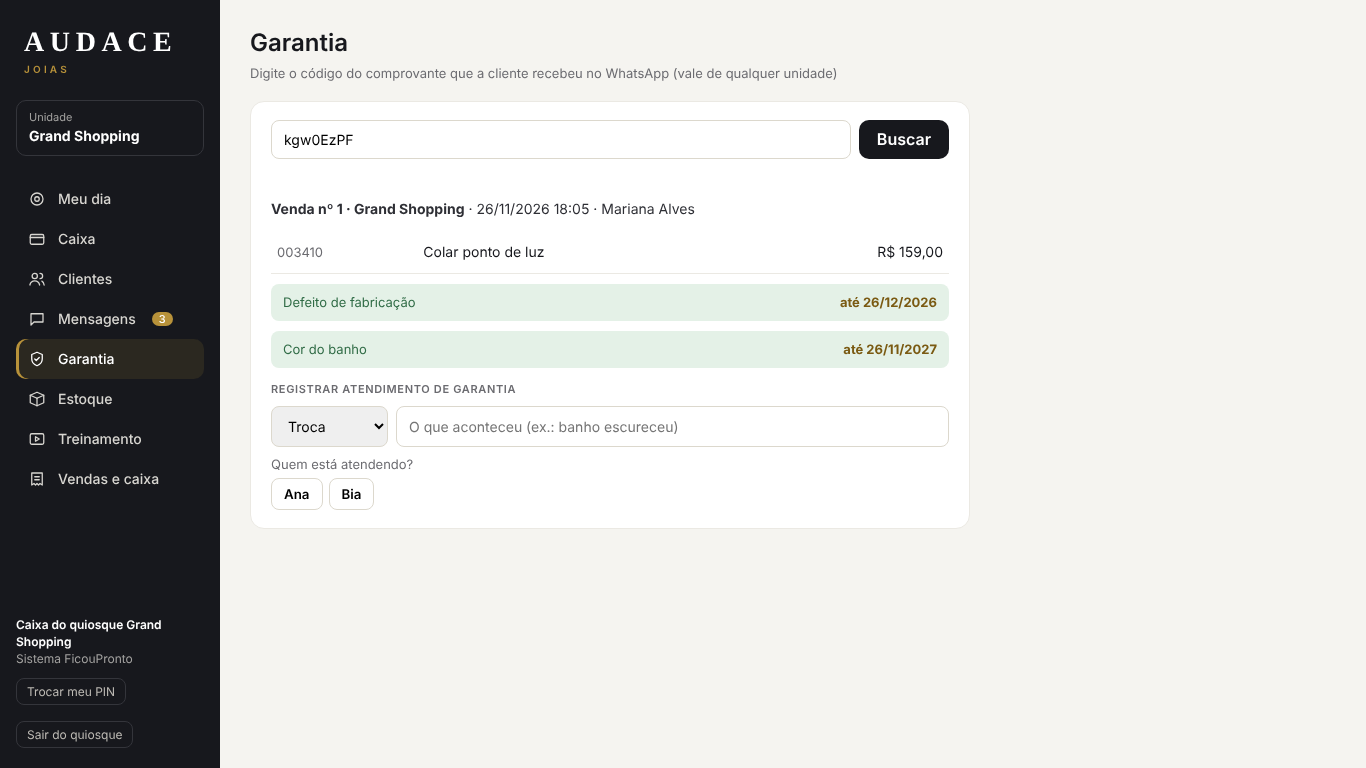 AUDACE
JOIAS
Unidade
Grand Shopping
Meu dia
Caixa
Clientes
Mensagens 3
Garantia
Estoque
Treinamento
Vendas e caixa
Caixa do quiosque Grand
Shopping
Sistema FicouPronto
Trocar meu PIN
Sair do quiosque
Garantia
Digite o código do comprovante que a cliente recebeu no WhatsApp (vale de qualquer unidade)
kgw0EzPF Buscar
Venda nº 1 · Grand Shopping · 26/11/2026 18:05 · Mariana Alves
003410 Colar ponto de luz R$ 159,00
Defeito de fabricação até 26/12/2026
Cor do banho até 26/11/2027
REGISTRAR ATENDIMENTO DE GARANTIA
Troca O que aconteceu (ex.: banho escureceu)
Quem está atendendo?
Ana Bia